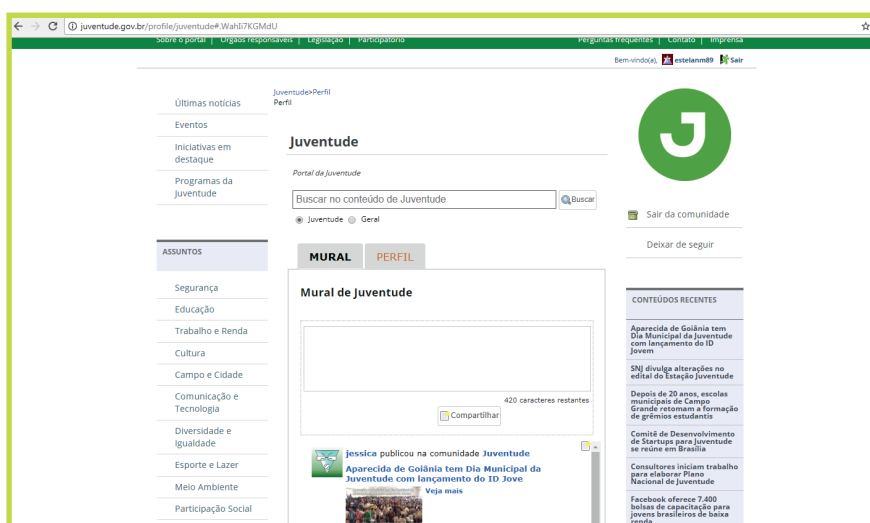 juventude.gov.br/profile/juventude#.WahIi7KGMdU
Sobre o portal | Órgãos responsáveis | Legislação | Participatório
Perguntas frequentes | Contato | Imprensa
Bem-vindo(a), estelanm89 Sair
Juventude>Perfil
Perfil
Últimas notícias
Eventos
Iniciativas em
destaque
Programas da
Juventude
ASSUNTOS
Segurança
Educação
Trabalho e Renda
Cultura
Campo e Cidade
Comunicação e
Tecnologia
Diversidade e
Igualdade
Esporte e Lazer
Meio Ambiente
Participação Social
Juventude
Portal da Juventude
Buscar no conteúdo de Juventude
Buscar
Juventude Geral
MURAL PERFIL
Mural de Juventude
420 caracteres restantes
Compartilhar
jessica publicou na comunidade Juventude
Aparecida de Goiânia tem Dia Municipal da
Juventude com lançamento do ID Jove
Veja mais
J
Sair da comunidade
Deixar de seguir
CONTEÚDOS RECENTES
Aparecida de Goiânia tem
Dia Municipal da Juventude
com lançamento do ID
Jovem
SNJ divulga alterações no
edital do Estação Juventude
Depois de 20 anos, escolas
municipais de Campo
Grande retomam a formação
de grêmios estudantis
Comitê de Desenvolvimento
de Startups para Juventude
se reúne em Brasília
Consultores iniciam trabalho
para elaborar Plano
Nacional de Juventude
Facebook oferece 7.400
bolsas de capacitação para
jovens brasileiros de baixa
renda